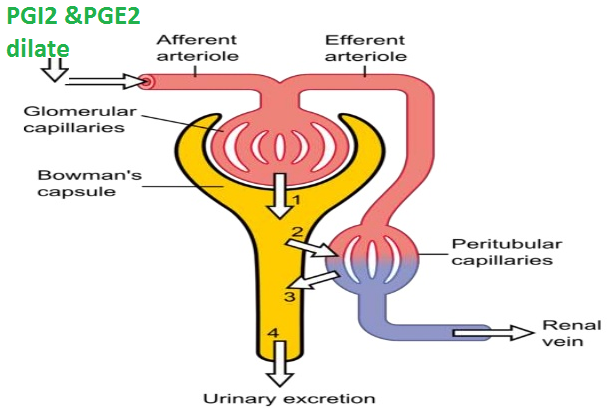 PGI2 &PGE2
dilate
Afferent
arteriole
Efferent
arteriole
Glomerular
capillaries
Bowman's
capsule
1
2
3
4
Peritubular
capillaries
Renal
vein
Urinary excretion